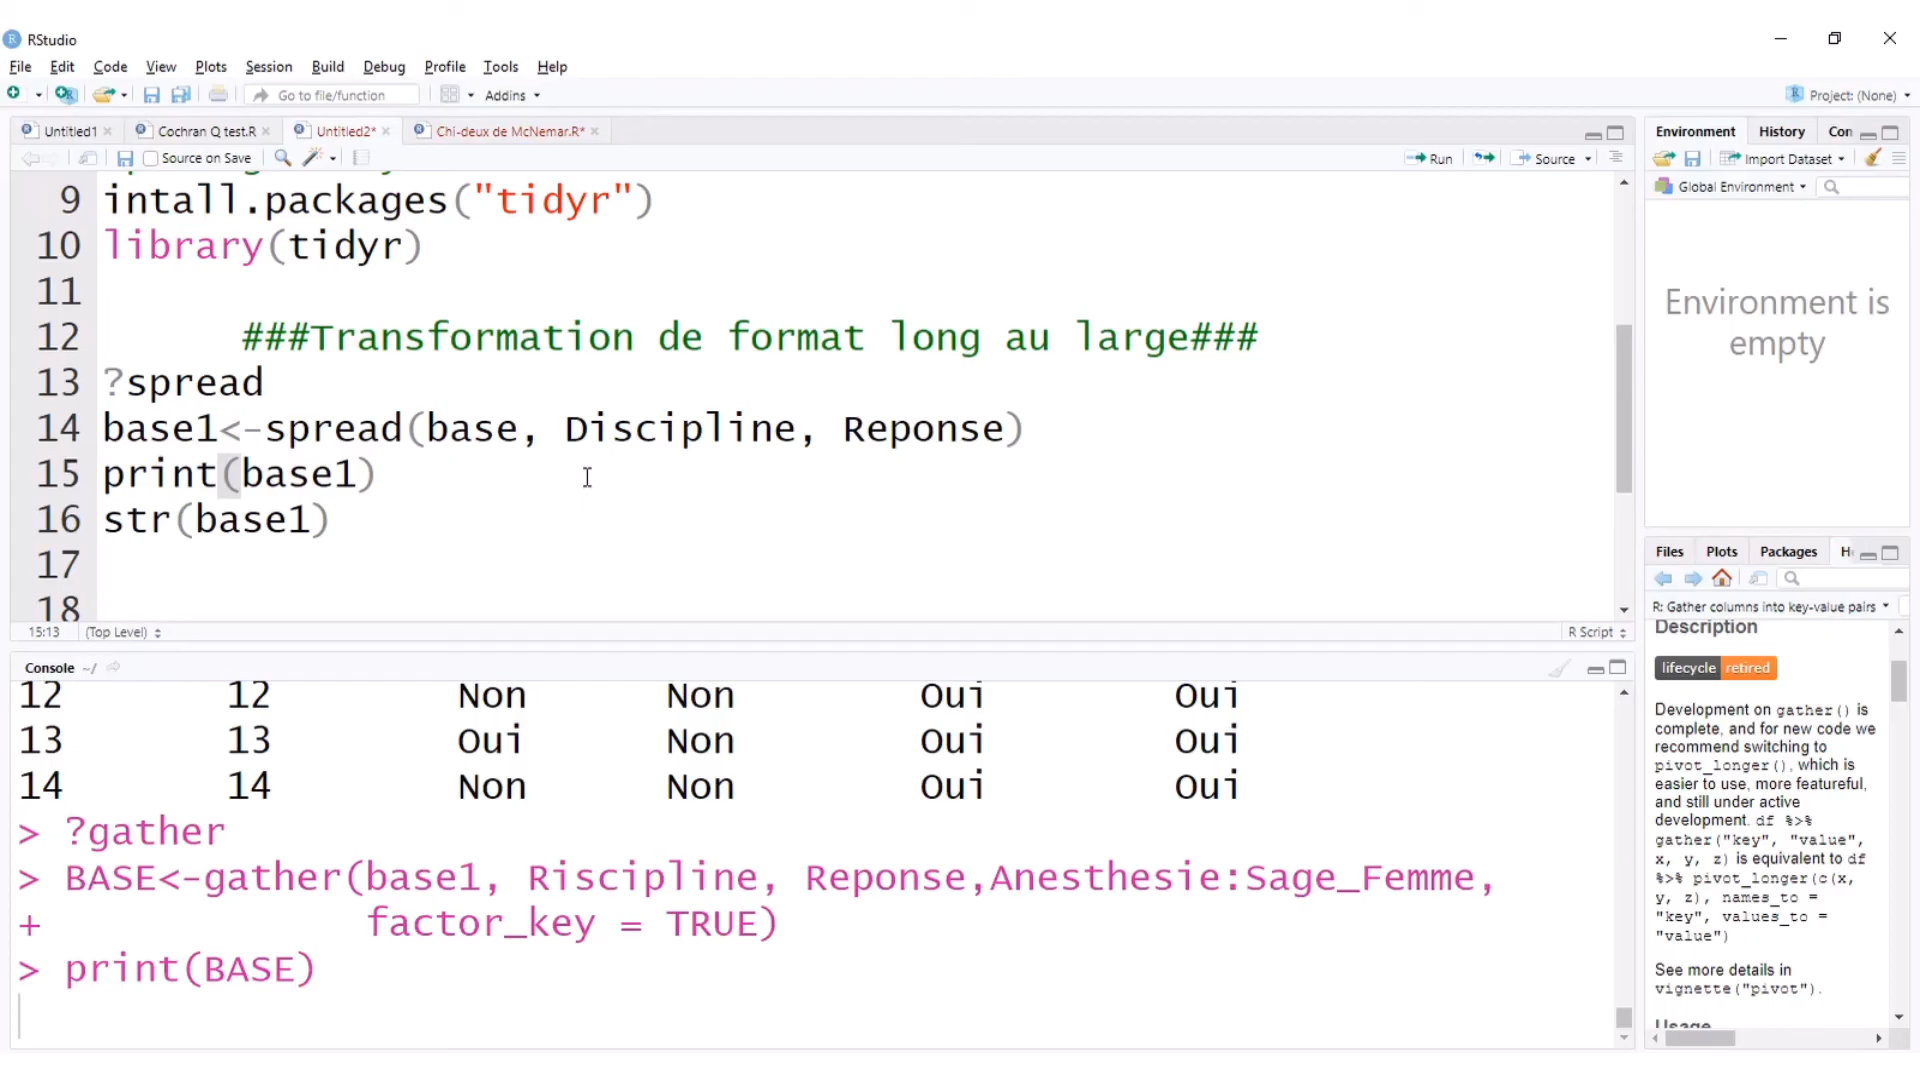 RStudio
File Edit Code View Plots Session Build Debug Profile Tools Help
Go to file/function Addins Project: (None)
Untitled1 Cochran Q test.R Untitled2* Chi-deux de McNemar.R*
Source on Save Run Source
9 intall.packages("tidyr")
10 library(tidyr)
11
12 ###Transformation de format long au large###
13 ?spread
14 base1<-spread(base, Discipline, Reponse)
15 print(base1)
16 str(base1)
17
18
15:13 (Top Level) R Script
Console ~/
12 12 Non Non Oui Oui
13 13 Oui Non Oui Oui
14 14 Non Non Oui Oui
> ?gather
> BASE<-gather(base1, Riscipline, Reponse,Anesthesie:Sage_Femme,
+ factor_key = TRUE)
> print(BASE)
Environment History Con
Import Dataset
Global Environment
Environment is
empty
Files Plots Packages H
R: Gather columns into key-value pairs
Description
lifecycle retired
Development on gather() is
complete, and for new code we
recommend switching to
pivot_longer(), which is
easier to use, more featureful,
and still under active
development. df %>%
gather("key", "value",
x, y, z) is equivalent to df
%>% pivot_longer(c(x,
y, z), names_to =
"key", values_to =
"value")
See more details in
vignette("pivot").
Usage